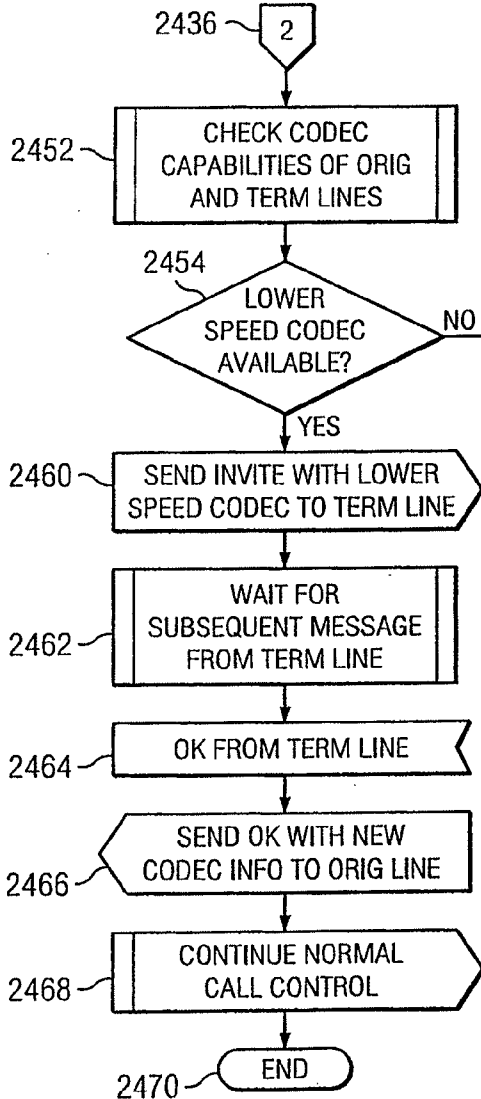 2436
2
2452
CHECK CODEC
CAPABILITIES OF ORIG
AND TERM LINES
2454
LOWER
SPEED CODEC
AVAILABLE?
NO
YES
2460
SEND INVITE WITH LOWER
SPEED CODEC TO TERM LINE
2462
WAIT FOR
SUBSEQUENT MESSAGE
FROM TERM LINE
2464
OK FROM TERM LINE
2466
SEND OK WITH NEW
CODEC INFO TO ORIG LINE
2468
CONTINUE NORMAL
CALL CONTROL
2470
END